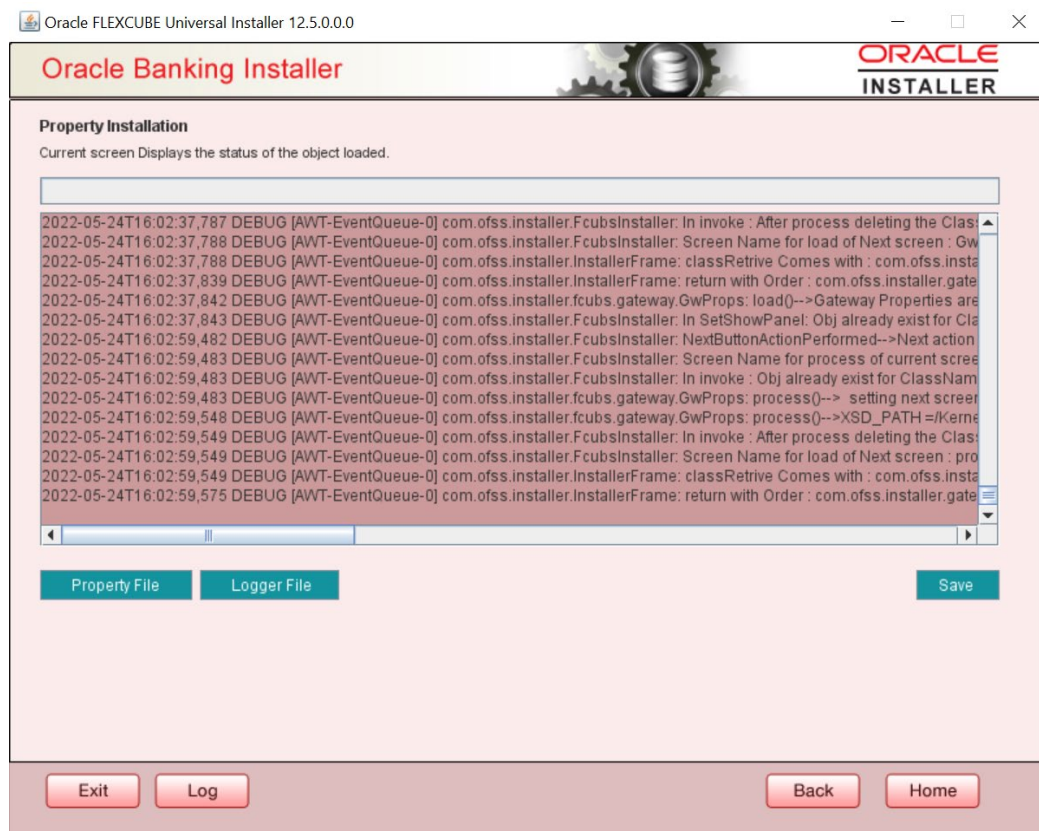 Oracle FLEXCUBE Universal Installer 12.5.0.0.0
Oracle Banking Installer
ORACLE
INSTALLER
Property Installation
Current screen Displays the status of the object loaded.
2022-05-24T16:02:37,787 DEBUG [AWT-EventQueue-0] com.ofss.installer.FcubsInstaller: In invoke : After process deleting the Clas
2022-05-24T16:02:37,788 DEBUG [AWT-EventQueue-0] com.ofss.installer.FcubsInstaller: Screen Name for load of Next screen : Gw
2022-05-24T16:02:37,788 DEBUG [AWT-EventQueue-0] com.ofss.installer.InstallerFrame: classRetrive Comes with : com.ofss.insta
2022-05-24T16:02:37,839 DEBUG [AWT-EventQueue-0] com.ofss.installer.InstallerFrame: return with Order : com.ofss.installer.gate
2022-05-24T16:02:37,842 DEBUG [AWT-EventQueue-0] com.ofss.installer.fcubs.gateway.GwProps: load()-->Gateway Properties are
2022-05-24T16:02:37,843 DEBUG [AWT-EventQueue-0] com.ofss.installer.FcubsInstaller: In SetShowPanel: Obj already exist for Cla
2022-05-24T16:02:59,482 DEBUG [AWT-EventQueue-0] com.ofss.installer.FcubsInstaller: NextButtonActionPerformed-->Next action
2022-05-24T16:02:59,483 DEBUG [AWT-EventQueue-0] com.ofss.installer.FcubsInstaller: Screen Name for process of current scree
2022-05-24T16:02:59,483 DEBUG [AWT-EventQueue-0] com.ofss.installer.FcubsInstaller: In invoke : Obj already exist for ClassNam
2022-05-24T16:02:59,483 DEBUG [AWT-EventQueue-0] com.ofss.installer.fcubs.gateway.GwProps: process()--> setting next screen
2022-05-24T16:02:59,548 DEBUG [AWT-EventQueue-0] com.ofss.installer.fcubs.gateway.GwProps: process()-->XSD_PATH =/Kerne
2022-05-24T16:02:59,549 DEBUG [AWT-EventQueue-0] com.ofss.installer.FcubsInstaller: In invoke : After process deleting the Clas
2022-05-24T16:02:59,549 DEBUG [AWT-EventQueue-0] com.ofss.installer.FcubsInstaller: Screen Name for load of Next screen : pro
2022-05-24T16:02:59,549 DEBUG [AWT-EventQueue-0] com.ofss.installer.InstallerFrame: classRetrive Comes with : com.ofss.insta
2022-05-24T16:02:59,575 DEBUG [AWT-EventQueue-0] com.ofss.installer.InstallerFrame: return with Order : com.ofss.installer.gate
Property File Logger File Save
Exit Log Back Home